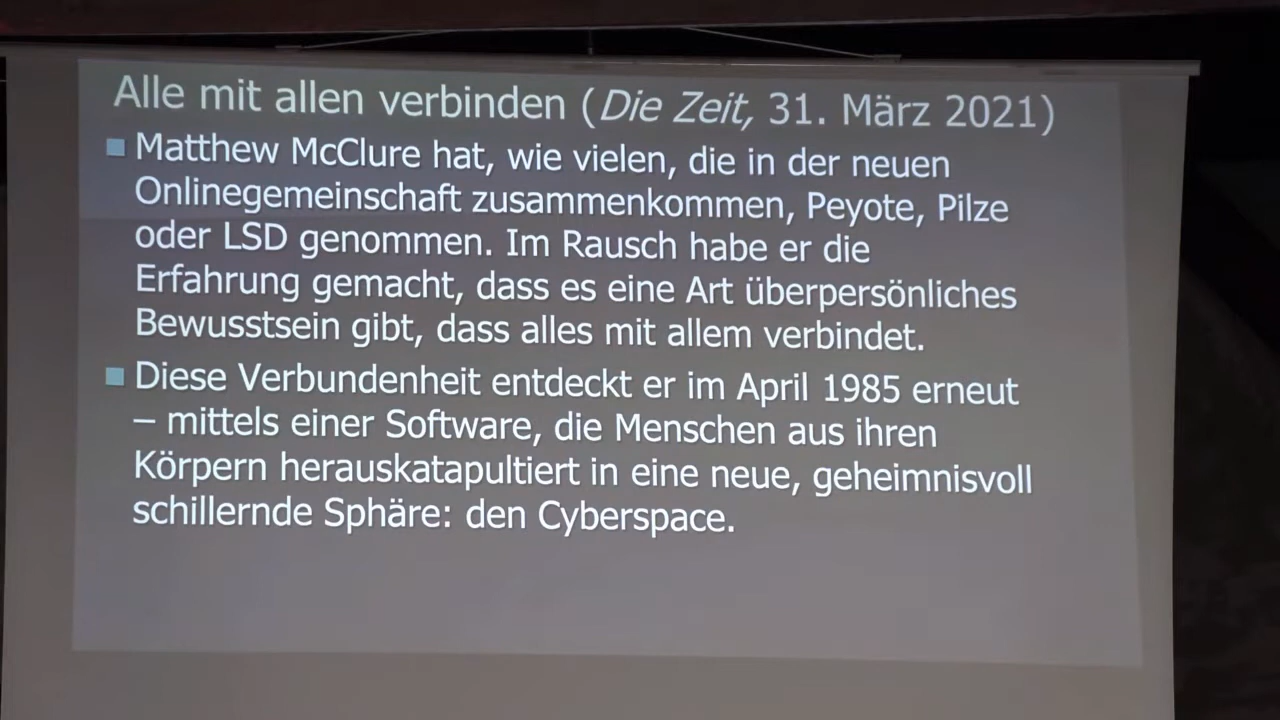 Alle mit allen verbinden (Die Zeit, 31. März 2021)
Matthew McClure hat, wie vielen, die in der neuen
Onlinegemeinschaft zusammenkommen, Peyote, Pilze
oder LSD genommen. Im Rausch habe er die
Erfahrung gemacht, dass es eine Art überpersönliches
Bewusstsein gibt, dass alles mit allem verbindet.
Diese Verbundenheit entdeckt er im April 1985 erneut
– mittels einer Software, die Menschen aus ihren
Körpern herauskatapultiert in eine neue, geheimnisvoll
schillernde Sphäre: den Cyberspace.